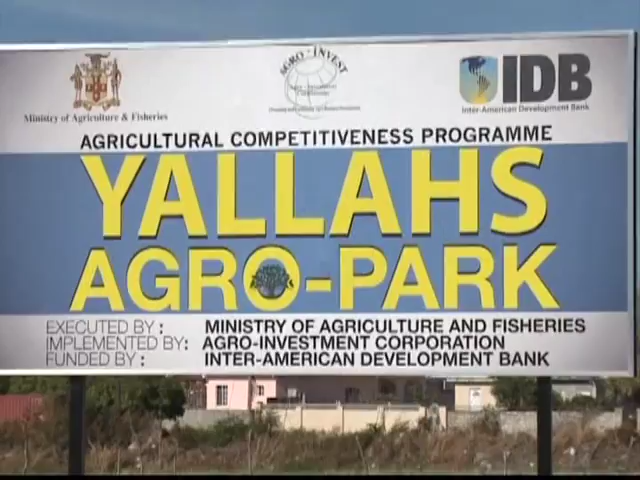 AGRO-INVEST
IDB
Ministry of Agriculture & Fisheries
Inter-American Development Bank
AGRICULTURAL COMPETITIVENESS PROGRAMME
YALLAHS
AGRO-PARK
EXECUTED BY: MINISTRY OF AGRICULTURE AND FISHERIES
IMPLEMENTED BY: AGRO-INVESTMENT CORPORATION
FUNDED BY: INTER-AMERICAN DEVELOPMENT BANK